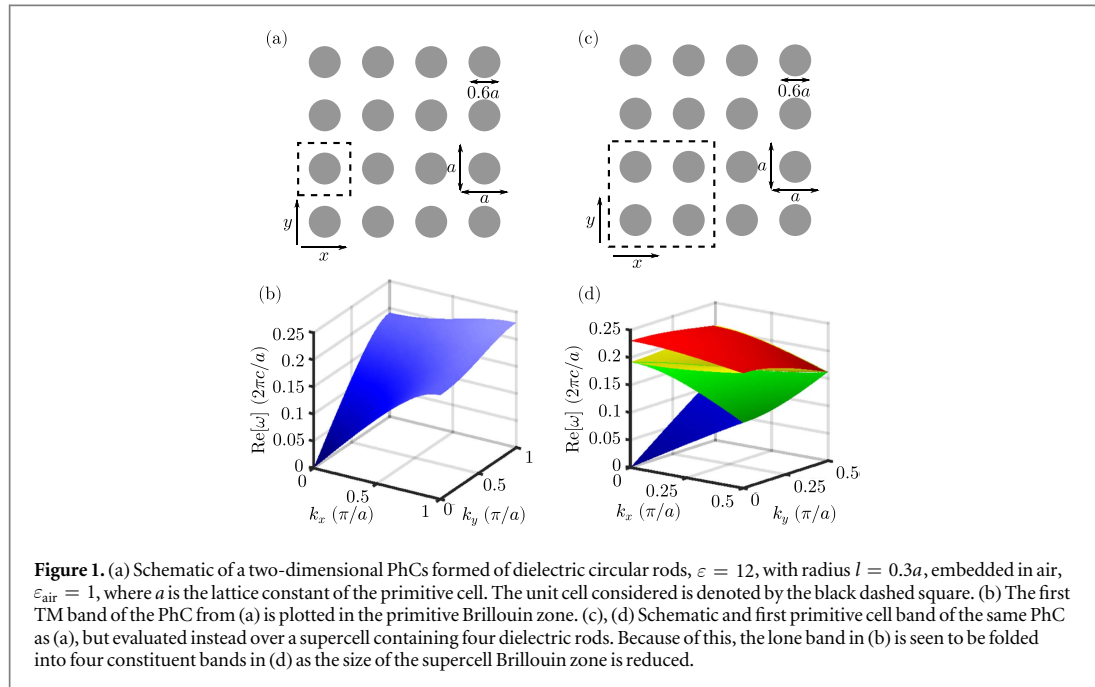 (a)
(c)
0.6a
0.6a
a
a
a
a
y
x
y
x
(b)
(d)
Re[ω] (2πc/a)
0.25
0.2
0.15
0.1
0.05
0
0
0.5
1
k_x (π/a)
0
0.5
1
k_y (π/a)
Re[ω] (2πc/a)
0.25
0.2
0.15
0.1
0.05
0
0
0.25
0.5
k_x (π/a)
0
0.25
0.5
k_y (π/a)
Figure 1. (a) Schematic of a two-dimensional PhCs formed of dielectric circular rods, ε = 12, with radius l = 0.3a, embedded in air,
ε_air = 1, where a is the lattice constant of the primitive cell. The unit cell considered is denoted by the black dashed square. (b) The first
TM band of the PhC from (a) is plotted in the primitive Brillouin zone. (c), (d) Schematic and first primitive cell band of the same PhC
as (a), but evaluated instead over a supercell containing four dielectric rods. Because of this, the lone band in (b) is seen to be folded
into four constituent bands in (d) as the size of the supercell Brillouin zone is reduced.